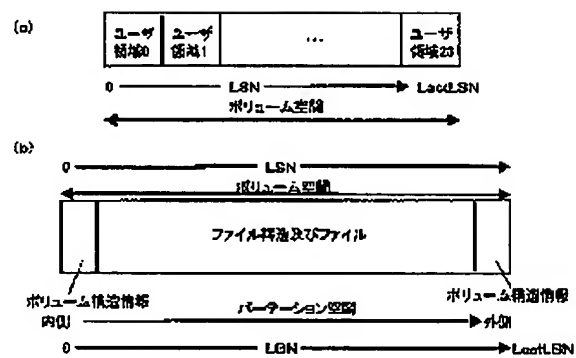 (a)
ユーザ
領域0
ユーザ
領域1
...
ユーザ
領域23
0
LSN
LastLSN
ボリューム空間
(b)
0
LSN
ボリューム空間
ファイル構造及びファイル
ボリューム構造情報
ボリューム構造情報
内側
パーテーション空間
外側
0
LSN
LastLSN